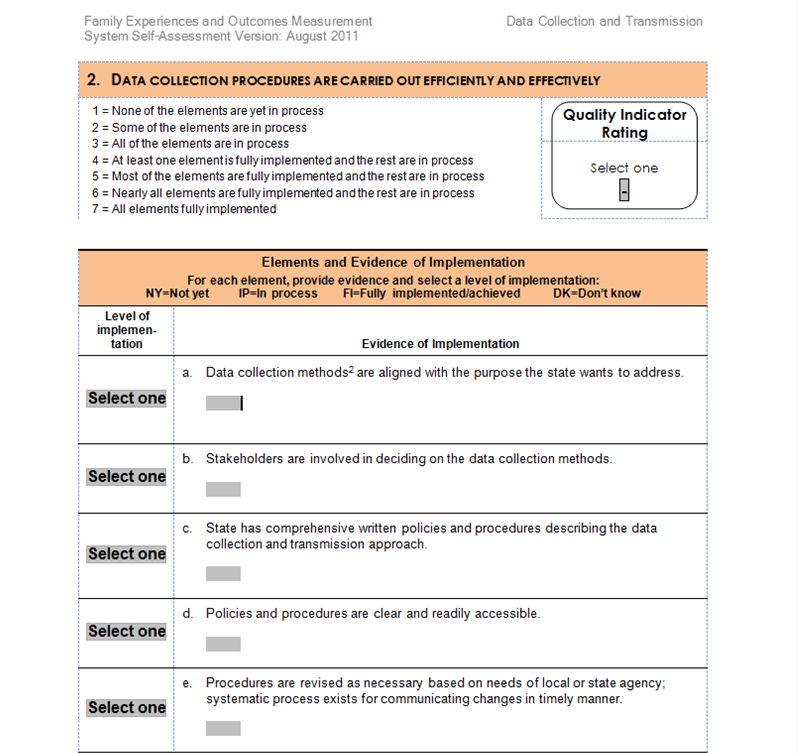 Family Experiences and Outcomes Measurement
System Self-Assessment Version: August 2011
Data Collection and Transmission
2. DATA COLLECTION PROCEDURES ARE CARRIED OUT EFFICIENTLY AND EFFECTIVELY
1 = None of the elements are yet in process
2 = Some of the elements are in process
3 = All of the elements are in process
4 = At least one element is fully implemented and the rest are in process
5 = Most of the elements are fully implemented and the rest are in process
6 = Nearly all elements are fully implemented and the rest are in process
7 = All elements fully implemented
Quality Indicator
Rating
Select one
-
Elements and Evidence of Implementation
For each element, provide evidence and select a level of implementation:
NY=Not yet IP=In process FI=Fully implemented/achieved DK=Don't know
Level of
implemen-
tation
Evidence of Implementation
Select one
a. Data collection methods2 are aligned with the purpose the state wants to address.
Select one
b. Stakeholders are involved in deciding on the data collection methods.
Select one
c. State has comprehensive written policies and procedures describing the data
collection and transmission approach.
Select one
d. Policies and procedures are clear and readily accessible.
Select one
e. Procedures are revised as necessary based on needs of local or state agency;
systematic process exists for communicating changes in timely manner.